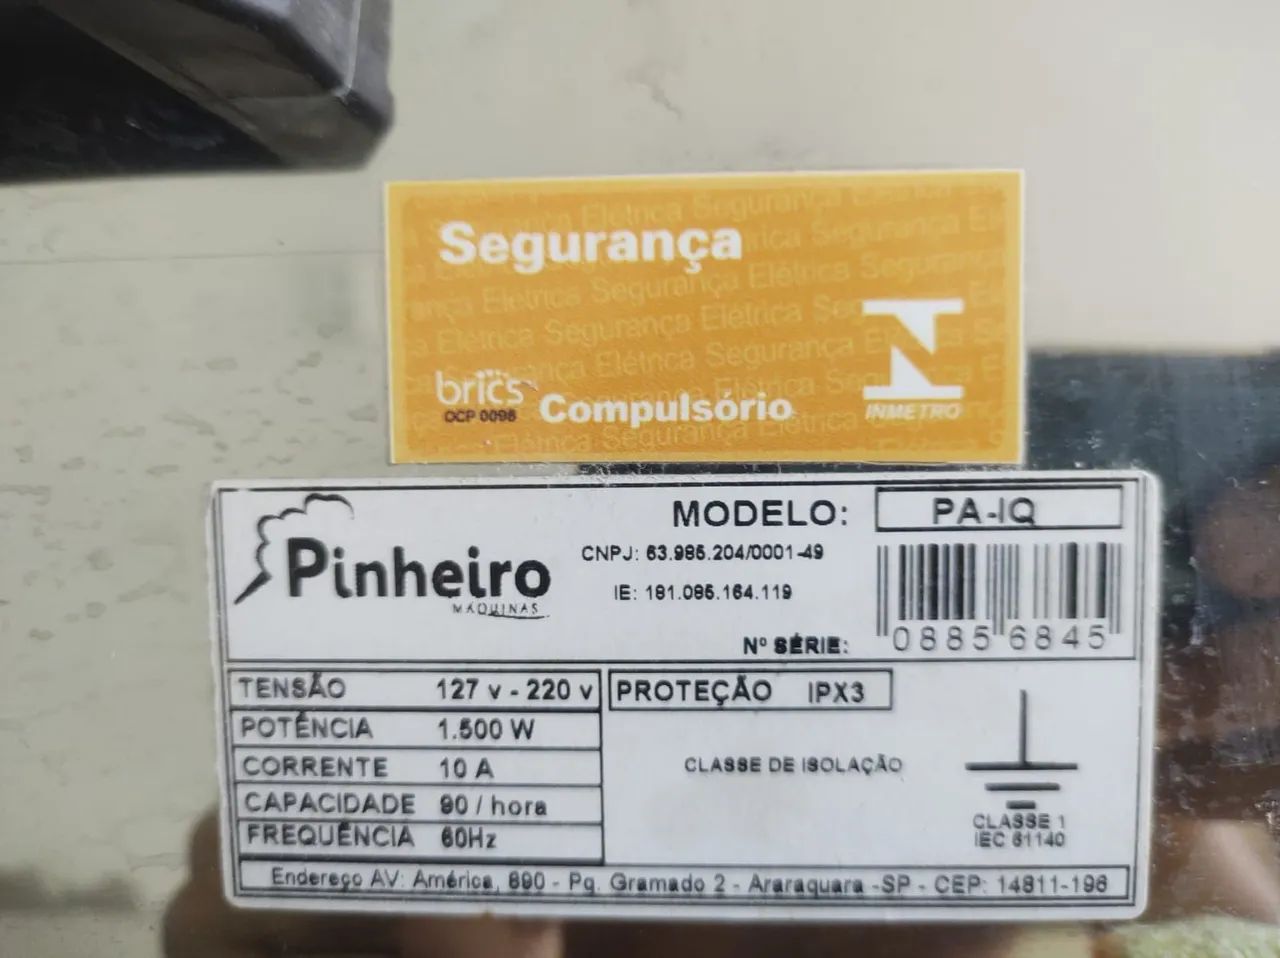 Segurança
brics
OCP 0098
Compulsório
INMETRO
Pinheiro
MÁQUINAS
MODELO: PA-IQ
CNPJ: 63.985.204/0001-49
IE: 181.085.164.119
Nº SÉRIE: 08856845
TENSÃO 127 v - 220 v
POTÊNCIA 1.500 W
CORRENTE 10 A
CAPACIDADE 90 / hora
FREQUÊNCIA 60Hz
PROTEÇÃO IPX3
CLASSE DE ISOLAÇÃO
CLASSE 1
IEC 61140
Endereço AV: América, 890 - Pq. Gramado 2 - Araraquara -SP - CEP: 14811-196